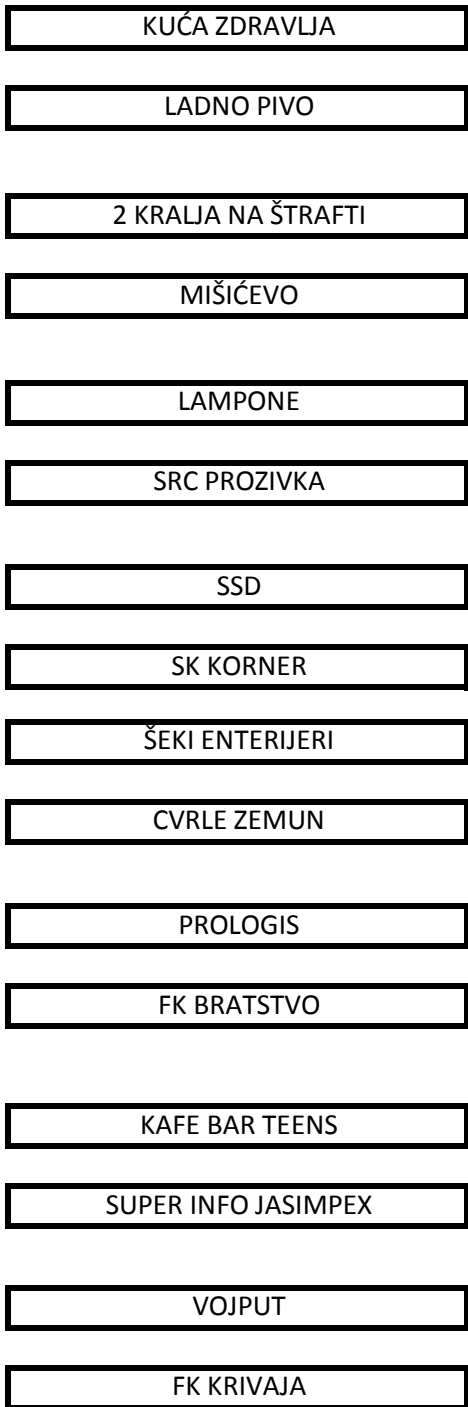 KUĆA ZDRAVLJA
LADNO PIVO
2 KRALJA NA ŠTRAFTI
MIŠIĆEVO
LAMPONE
SRC PROZIVKA
SSD
SK KORNER
ŠEKI ENTERIJERI
CVRLE ZEMUN
PROLOGIS
FK BRATSTVO
KAFE BAR TEENS
SUPER INFO JASIMPEX
VOJPUT
FK KRIVAJA